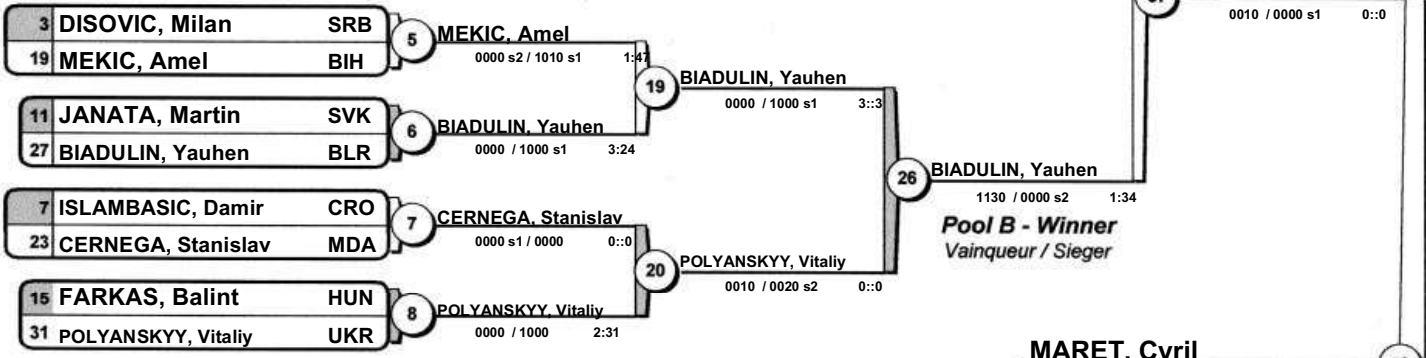 0010 / 0000 s1 0::0
3 DISOVIC, Milan SRB
19 MEKIC, Amel BIH
5
MEKIC, Amel
0000 s2 / 1010 s1 1:47
11 JANATA, Martin SVK
27 BIADULIN, Yauhen BLR
6
BIADULIN, Yauhen
0000 / 1000 s1 3:24
19
BIADULIN, Yauhen
0000 / 1000 s1 3::3
7 ISLAMBASIC, Damir CRO
23 CERNEGA, Stanislav MDA
7
CERNEGA, Stanislav
0000 s1 / 0000 0::0
15 FARKAS, Balint HUN
31 POLYANSKYY, Vitaliy UKR
8
POLYANSKYY, Vitaliy
0000 / 1000 2:31
20
POLYANSKYY, Vitaliy
0010 / 0020 s2 0::0
26
BIADULIN, Yauhen
1130 / 0000 s2 1:34
Pool B - Winner
Vainqueur / Sieger
MARET, Cyril